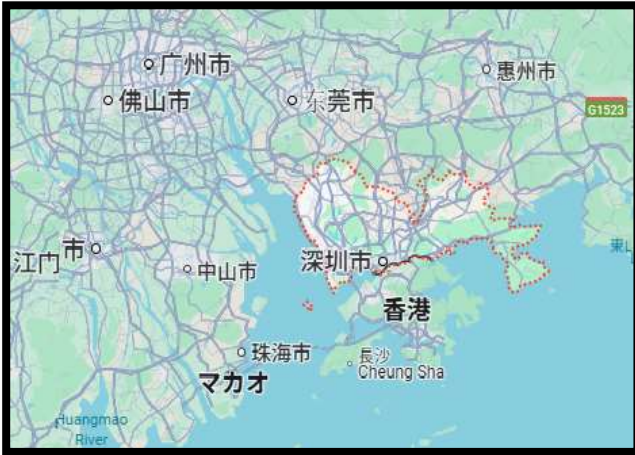 广州市
惠州市
佛山市
东莞市
G1523
江门市
深圳市
中山市
香港
珠海市
長沙
Cheung Sha
マカオ
Huangmao
River